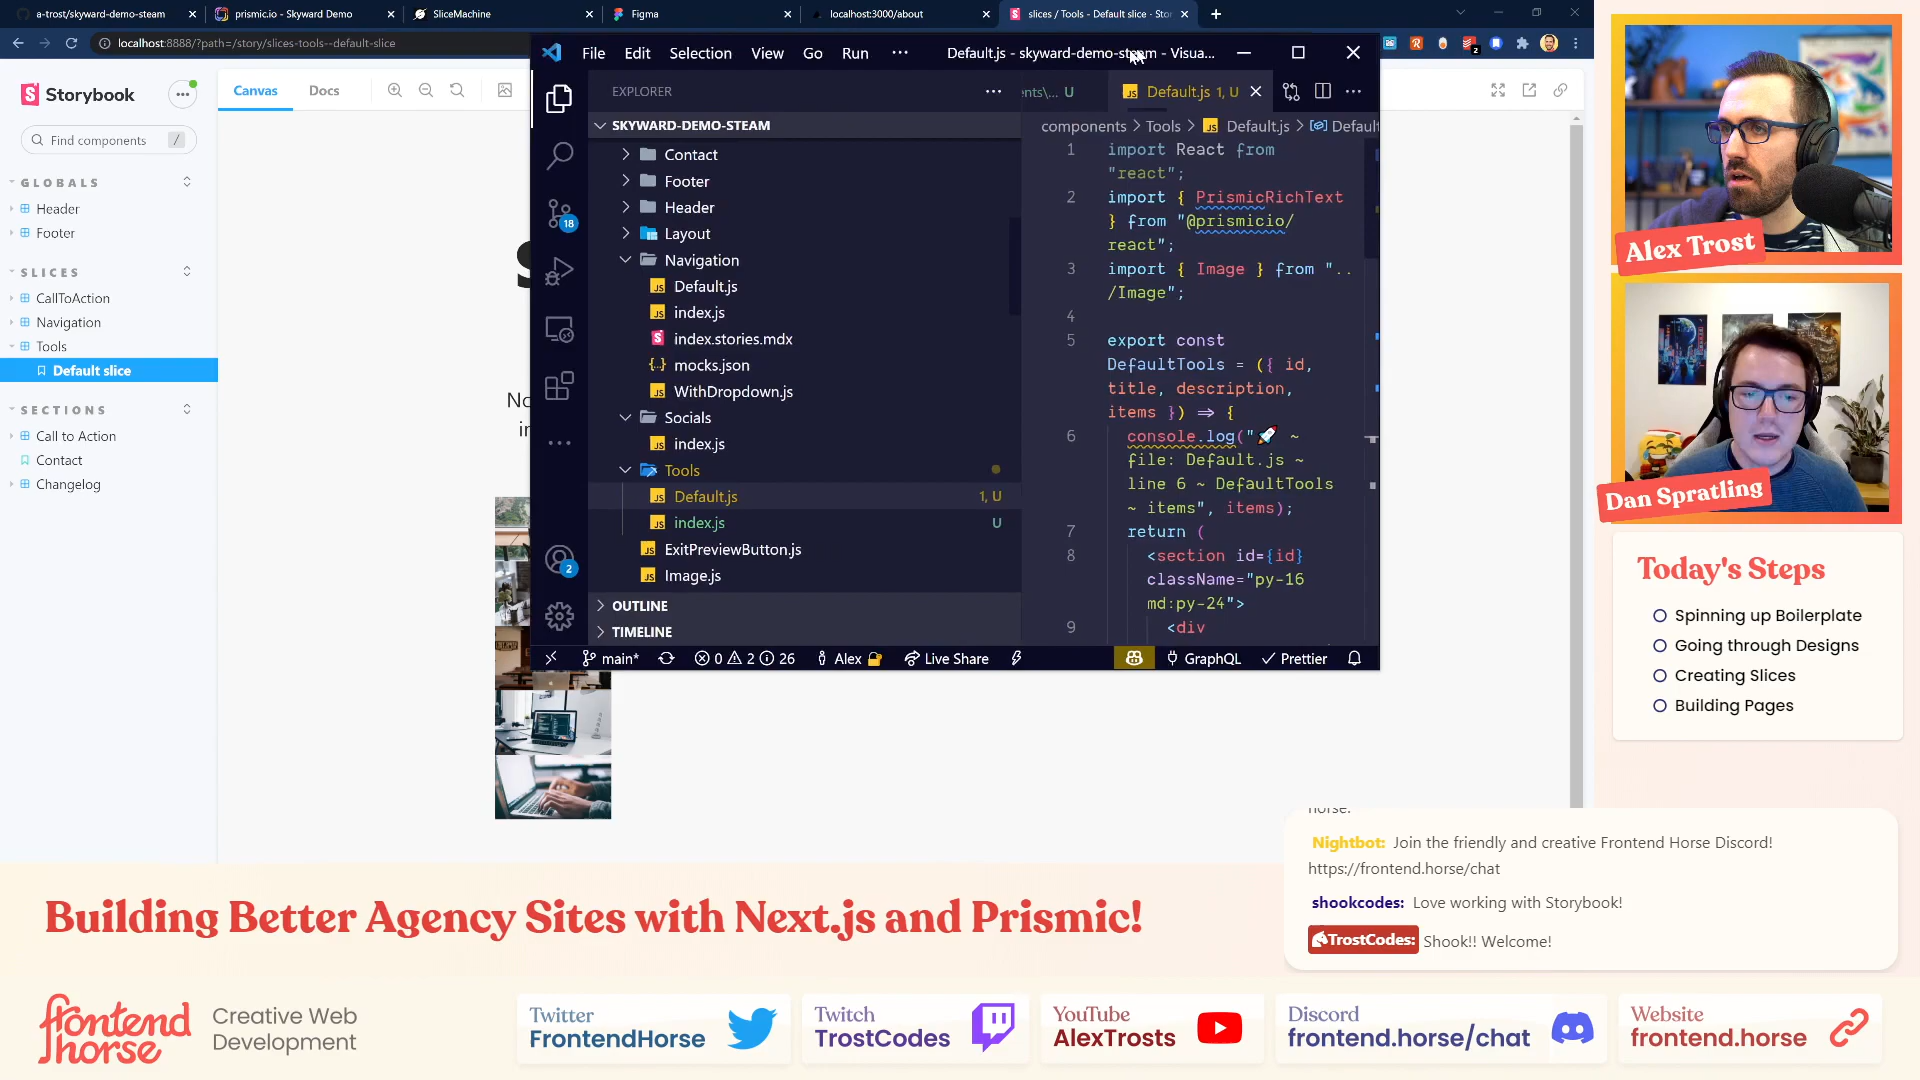 a-trost/skyward-demo-steam
prismic.io - Skyward Demo
SliceMachine
Figma
localhost:3000/about
slices / Tools - Default slice · Stor
localhost:8888/?path=/story/slices-tools--default-slice
Storybook
Find components
/
GLOBALS
Header
Footer
SLICES
CallToAction
Navigation
Tools
Default slice
SECTIONS
Call to Action
Contact
Changelog
Canvas
Docs
S
No
in
File
Edit
Selection
View
Go
Run
Default.js - skyward-demo-steam - Visua...
EXPLORER
SKYWARD-DEMO-STEAM
Contact
Footer
Header
Layout
Navigation
Default.js
index.js
index.stories.mdx
mocks.json
WithDropdown.js
Socials
index.js
Tools
Default.js 1, U
index.js U
ExitPreviewButton.js
Image.js
OUTLINE
TIMELINE
18
2
ents\... U
Default.js 1, U
components > Tools > Default.js > Default
1 import React from
"react";
2 import { PrismicRichText
} from "@prismicio/
react";
3 import { Image } from "..
/Image";
4
5 export const
DefaultTools = ({ id,
title, description,
items }) => {
6 console.log("🚀 ~
file: Default.js ~
line 6 ~ DefaultTools
~ items", items);
7 return (
8 <section id={id}
className="py-16
md:py-24">
9 <div
main*
0 2 26
Alex
Live Share
GraphQL
Prettier
Alex Trost
Dan Spratling
Today's Steps
Spinning up Boilerplate
Going through Designs
Creating Slices
Building Pages
horse.
Nightbot: Join the friendly and creative Frontend Horse Discord!
https://frontend.horse/chat
shookcodes: Love working with Storybook!
TrostCodes: Shook!! Welcome!
Building Better Agency Sites with Next.js and Prismic!
frontend
horse
Creative Web
Development
Twitter
FrontendHorse
Twitch
TrostCodes
YouTube
AlexTrosts
Discord
frontend.horse/chat
Website
frontend.horse